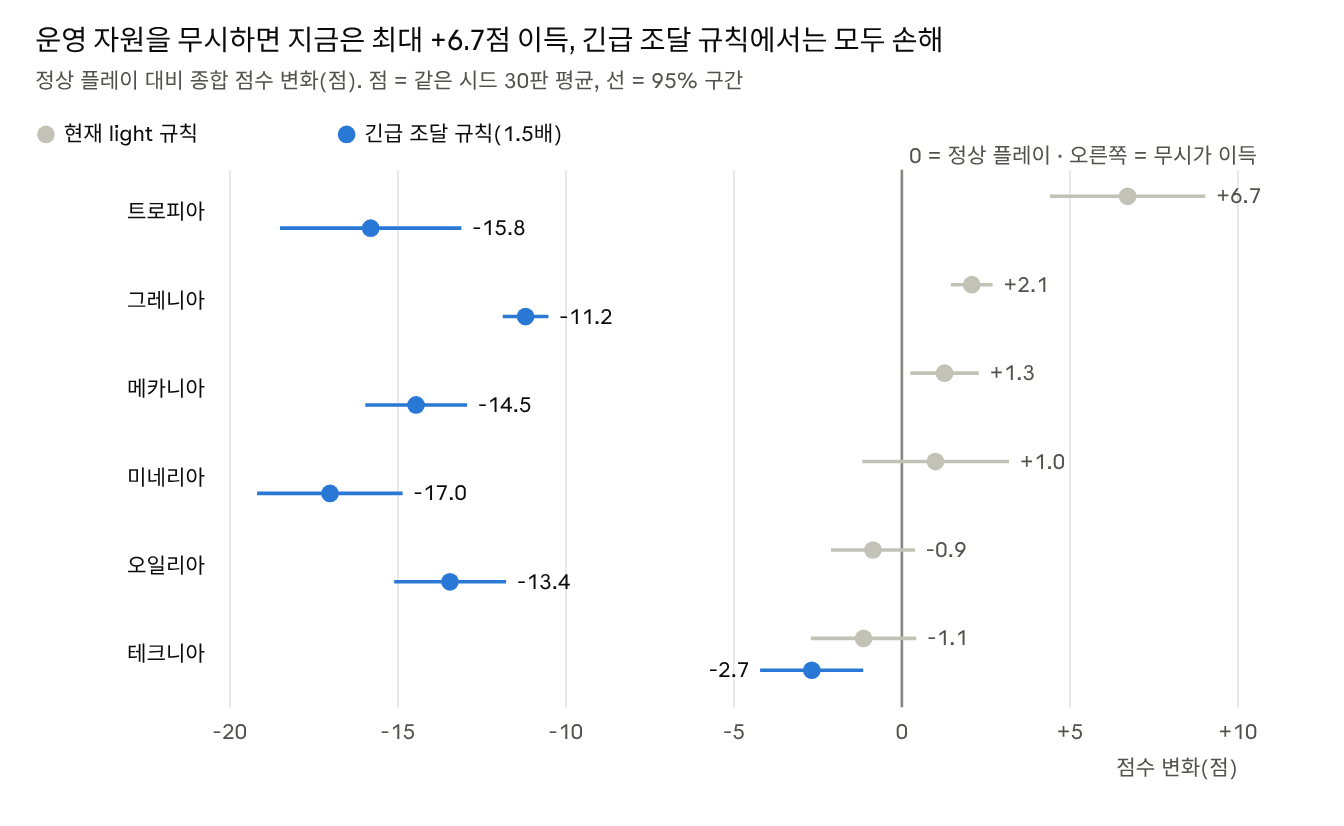 운영 자원을 무시하면 지금은 최대 +6.7점 이득, 긴급 조달 규칙에서는 모두 손해
정상 플레이 대비 종합 점수 변화(점). 점 = 같은 시드 30판 평균, 선 = 95% 구간
현재 light 규칙
긴급 조달 규칙(1.5배)
0 = 정상 플레이 · 오른쪽 = 무시가 이득
트로피아
+6.7
-15.8
그레니아
+2.1
-11.2
메카니아
+1.3
-14.5
미네리아
+1.0
-17.0
오일리아
-0.9
-13.4
테크니아
-1.1
-2.7
-20
-15
-10
-5
0
+5
+10
점수 변화(점)